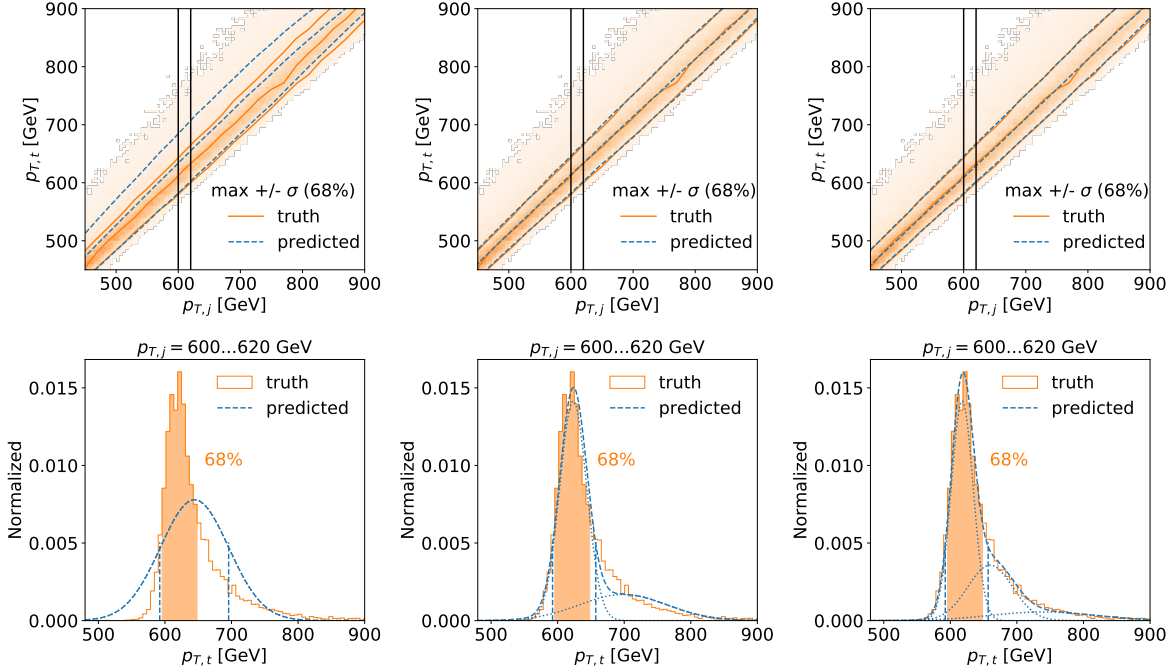 900
800
700
600
500
p_{T,t} [GeV]
max +/- σ (68%)
truth
predicted
500 600 700 800 900
p_{T,j} [GeV]
900
800
700
600
500
p_{T,t} [GeV]
max +/- σ (68%)
truth
predicted
500 600 700 800 900
p_{T,j} [GeV]
900
800
700
600
500
p_{T,t} [GeV]
max +/- σ (68%)
truth
predicted
500 600 700 800 900
p_{T,j} [GeV]
p_{T,j} = 600...620 GeV
0.015
0.010
0.005
0.000
Normalized
truth
predicted
68%
500 600 700 800 900
p_{T,t} [GeV]
p_{T,j} = 600...620 GeV
0.015
0.010
0.005
0.000
Normalized
truth
predicted
68%
500 600 700 800 900
p_{T,t} [GeV]
p_{T,j} = 600...620 GeV
0.015
0.010
0.005
0.000
Normalized
truth
predicted
68%
500 600 700 800 900
p_{T,t} [GeV]